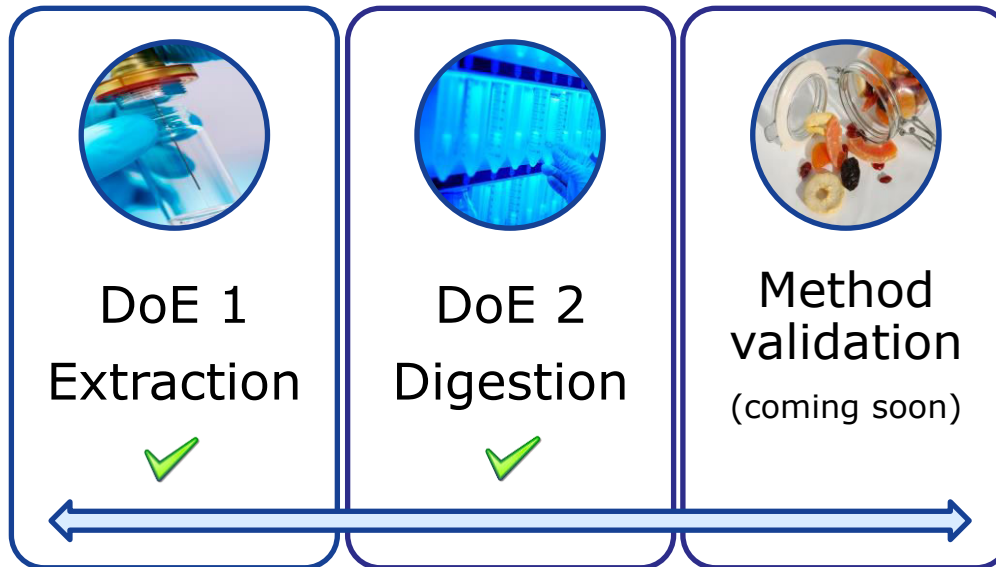 DoE 1
Extraction
DoE 2
Digestion
Method
validation
(coming soon)